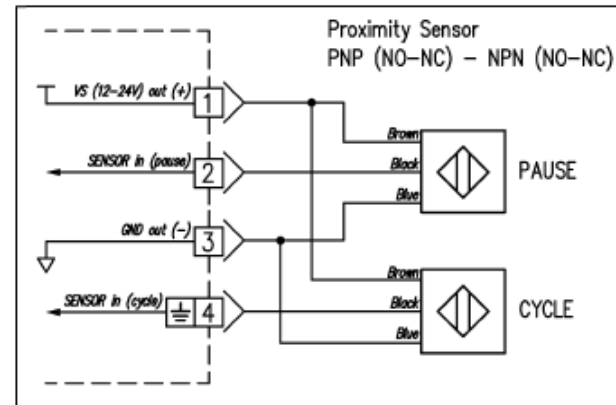 Proximity Sensor
PNP (NO-NC) - NPN (NO-NC)
VS (12-24V) out (+)
1
Brown
SENSOR in (pause)
2
Black
PAUSE
Blue
GND out (-)
3
Brown
SENSOR in (cycle)
4
Black
CYCLE
Blue